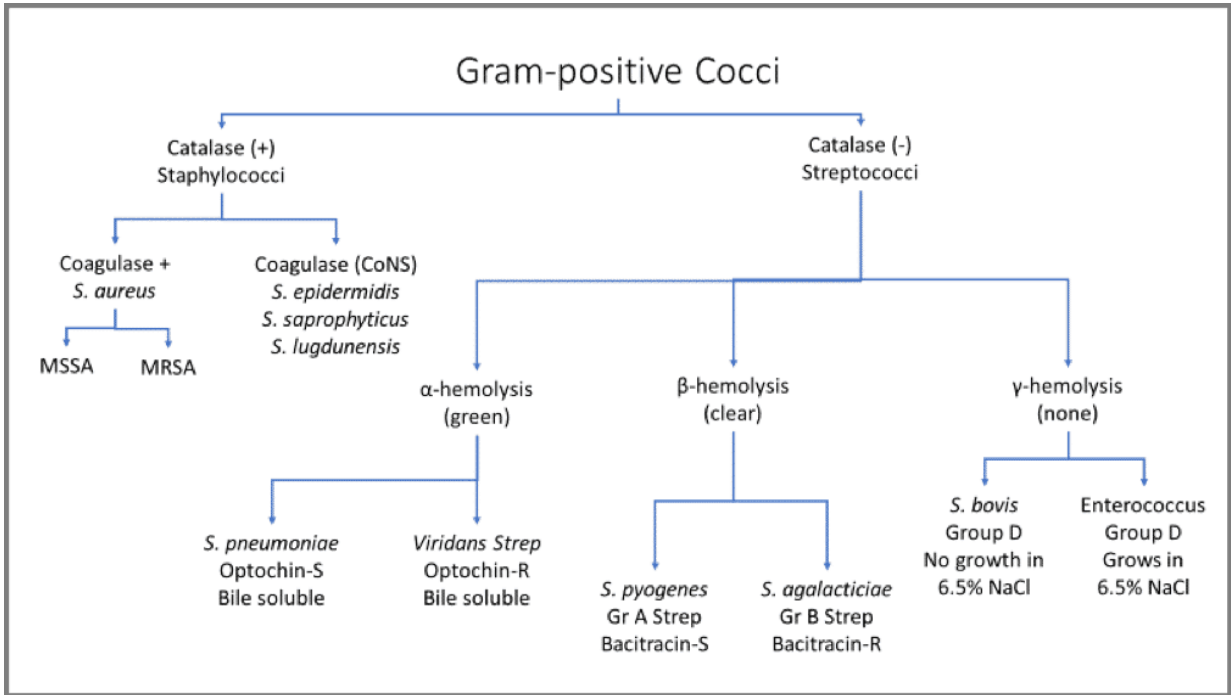 Gram-positive Cocci
Catalase (+)
Staphylococci
Catalase (-)
Streptococci
Coagulase +
S. aureus
Coagulase (CoNS)
S. epidermidis
S. saprophyticus
S. lugdunensis
MSSA
MRSA
α-hemolysis
(green)
β-hemolysis
(clear)
γ-hemolysis
(none)
S. pneumoniae
Optochin-S
Bile soluble
Viridans Strep
Optochin-R
Bile soluble
S. pyogenes
Gr A Strep
Bacitracin-S
S. agalacticiae
Gr B Strep
Bacitracin-R
S. bovis
Group D
No growth in
6.5% NaCl
Enterococcus
Group D
Grows in
6.5% NaCl